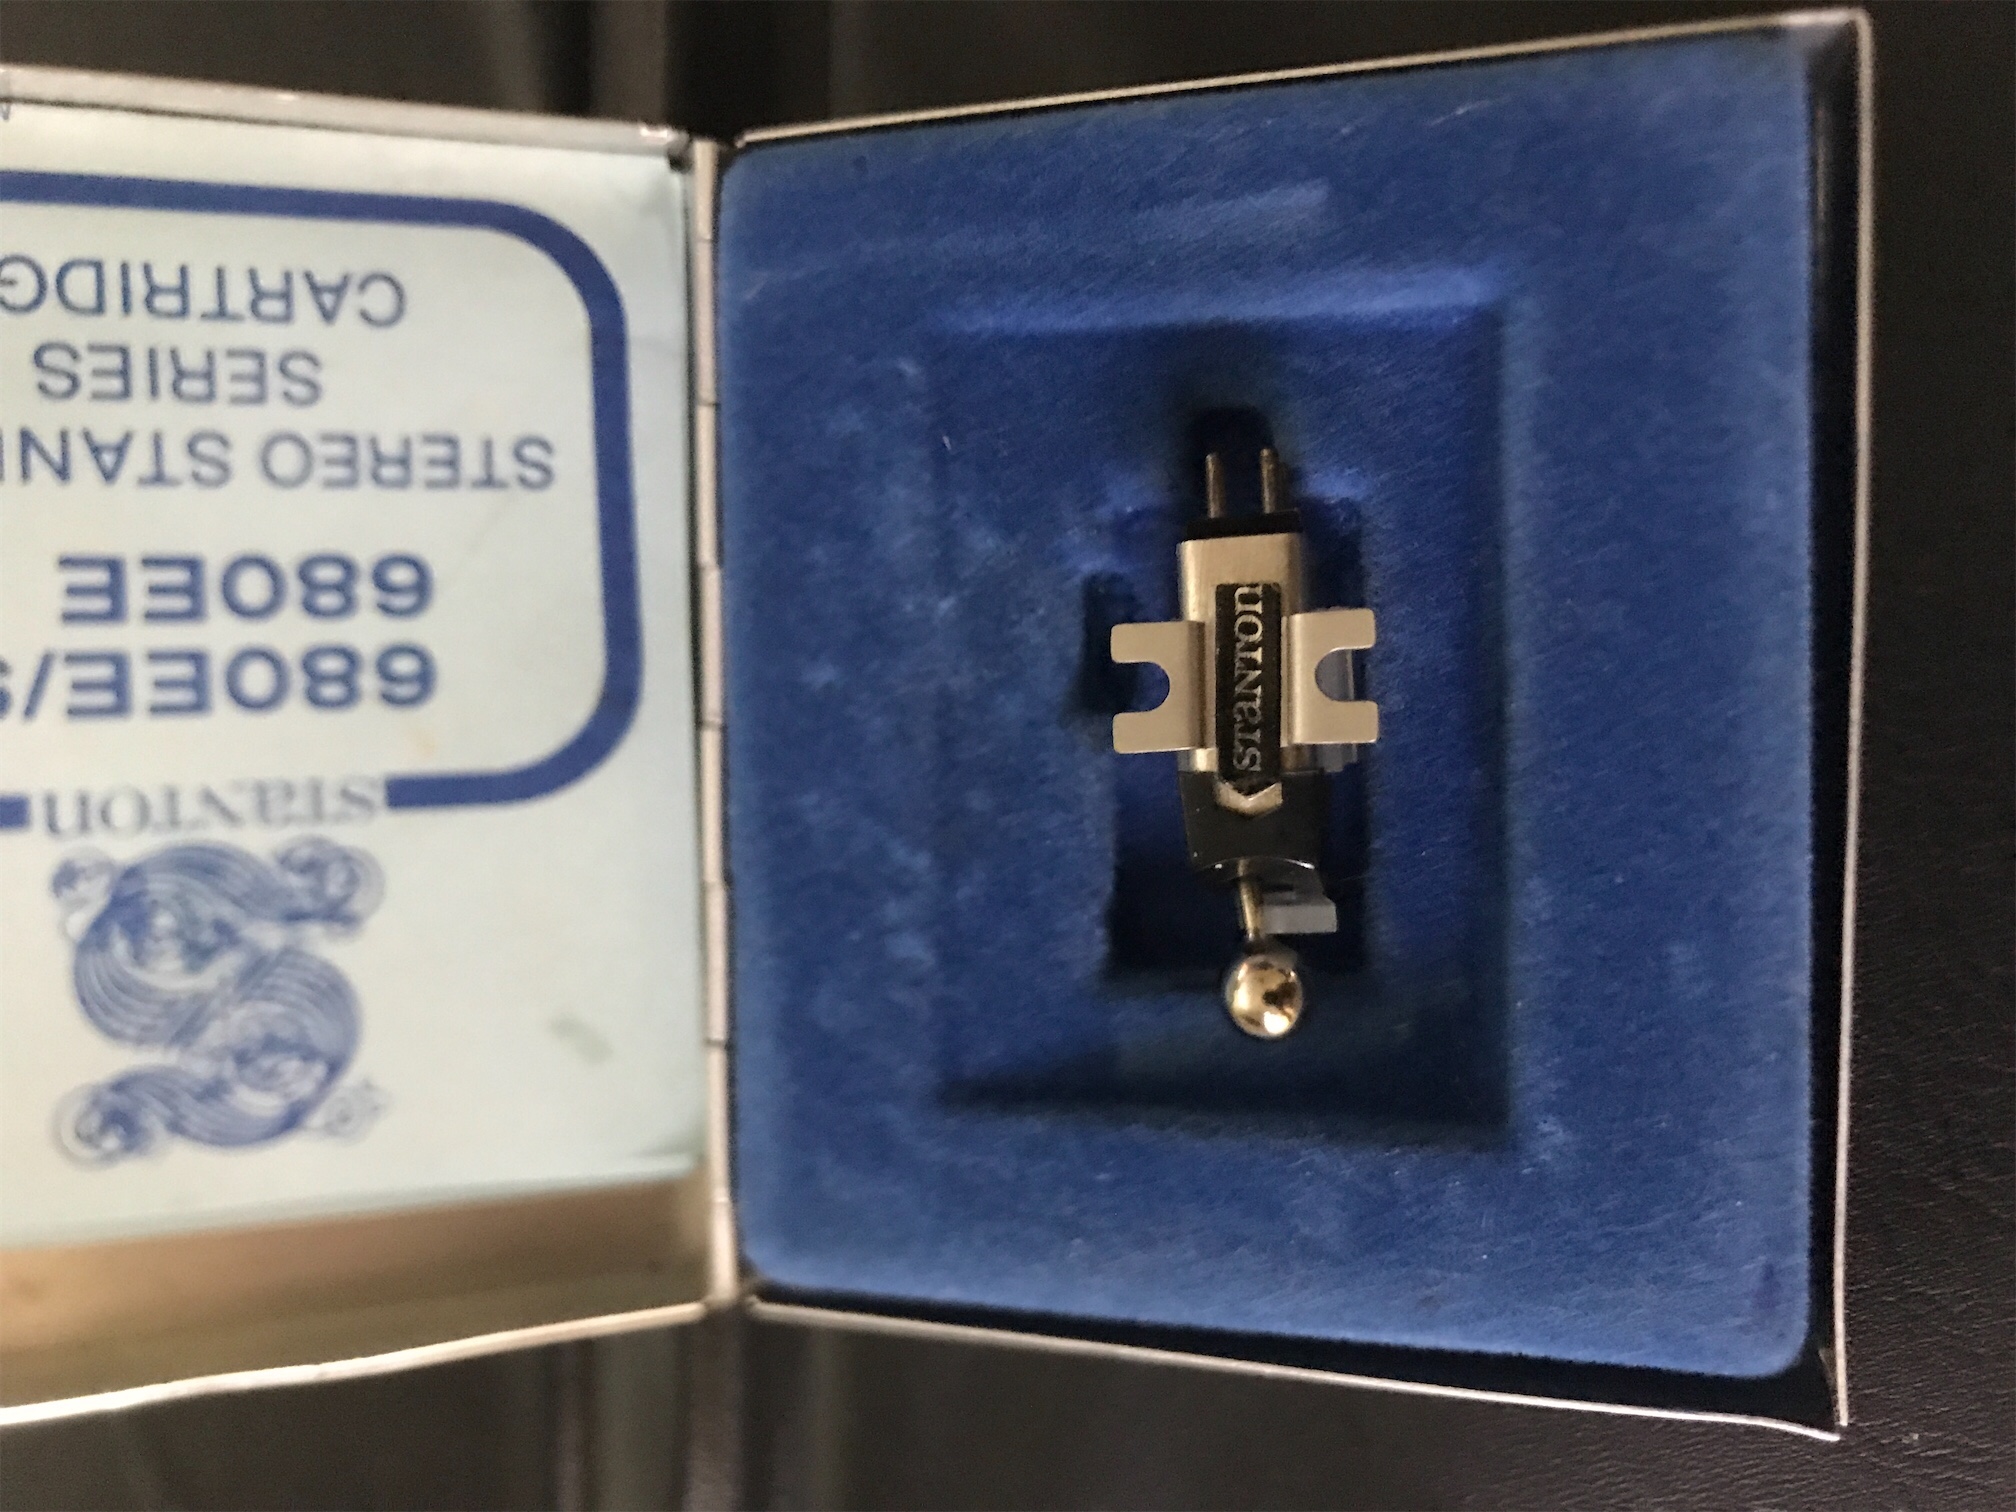 STANTON
680EE/S
680EE
STEREO STAN
SERIES
CARTRIDG
STANTON